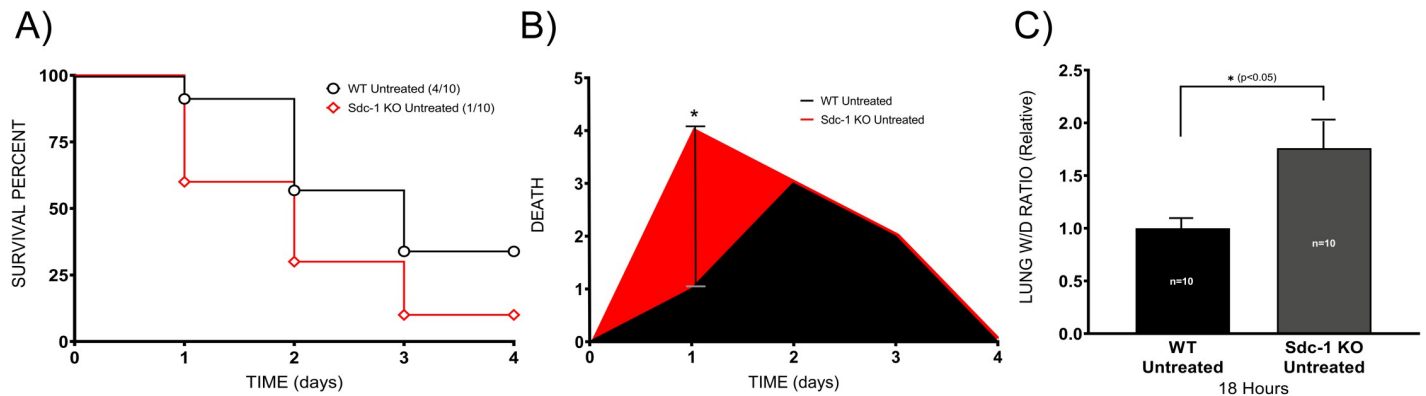 A)
SURVIVAL PERCENT
100
75
50
25
0
0 1 2 3 4
TIME (days)
WT Untreated (4/10)
Sdc-1 KO Untreated (1/10)
B)
DEATH
5
4
3
2
1
0
0 1 2 3 4
TIME (days)
*
WT Untreated
Sdc-1 KO Untreated
C)
LUNG W/D RATIO (Relative)
2.5
2.0
1.5
1.0
0.5
0.0
* (p<0.05)
n=10
n=10
WT
Untreated
Sdc-1 KO
Untreated
18 Hours